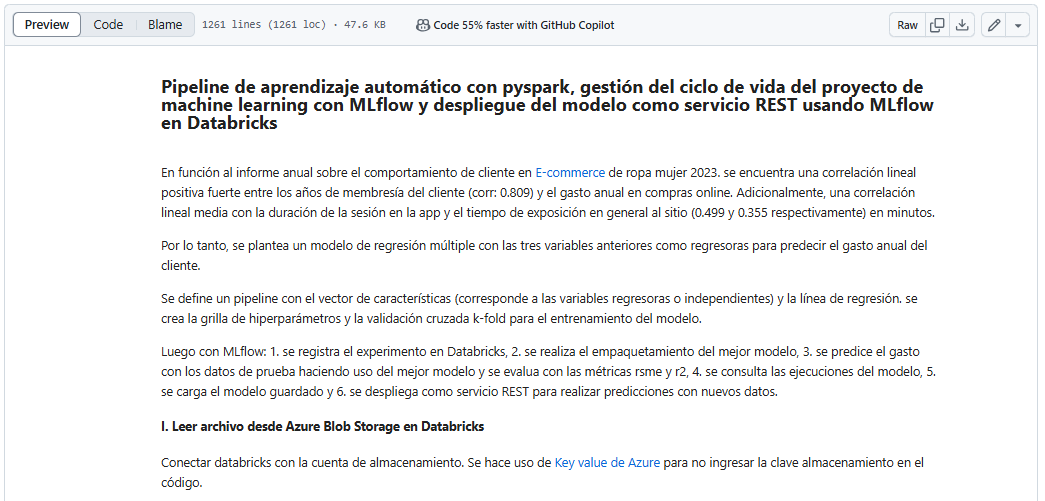 Preview Code Blame 1261 lines (1261 loc) · 47.6 KB Code 55% faster with GitHub Copilot Raw
Pipeline de aprendizaje automático con pyspark, gestión del ciclo de vida del proyecto de
machine learning con MLflow y despliegue del modelo como servicio REST usando MLflow
en Databricks
En función al informe anual sobre el comportamiento de cliente en E-commerce de ropa mujer 2023. se encuentra una correlación lineal
positiva fuerte entre los años de membresía del cliente (corr: 0.809) y el gasto anual en compras online. Adicionalmente, una correlación
lineal media con la duración de la sesión en la app y el tiempo de exposición en general al sitio (0.499 y 0.355 respectivamente) en minutos.
Por lo tanto, se plantea un modelo de regresión múltiple con las tres variables anteriores como regresoras para predecir el gasto anual del
cliente.
Se define un pipeline con el vector de características (corresponde a las variables regresoras o independientes) y la línea de regresión. se
crea la grilla de hiperparámetros y la validación cruzada k-fold para el entrenamiento del modelo.
Luego con MLflow: 1. se registra el experimento en Databricks, 2. se realiza el empaquetamiento del mejor modelo, 3. se predice el gasto
con los datos de prueba haciendo uso del mejor modelo y se evalua con las métricas rsme y r2, 4. se consulta las ejecuciones del modelo, 5.
se carga el modelo guardado y 6. se despliega como servicio REST para realizar predicciones con nuevos datos.
I. Leer archivo desde Azure Blob Storage en Databricks
Conectar databricks con la cuenta de almacenamiento. Se hace uso de Key value de Azure para no ingresar la clave almacenamiento en el
código.